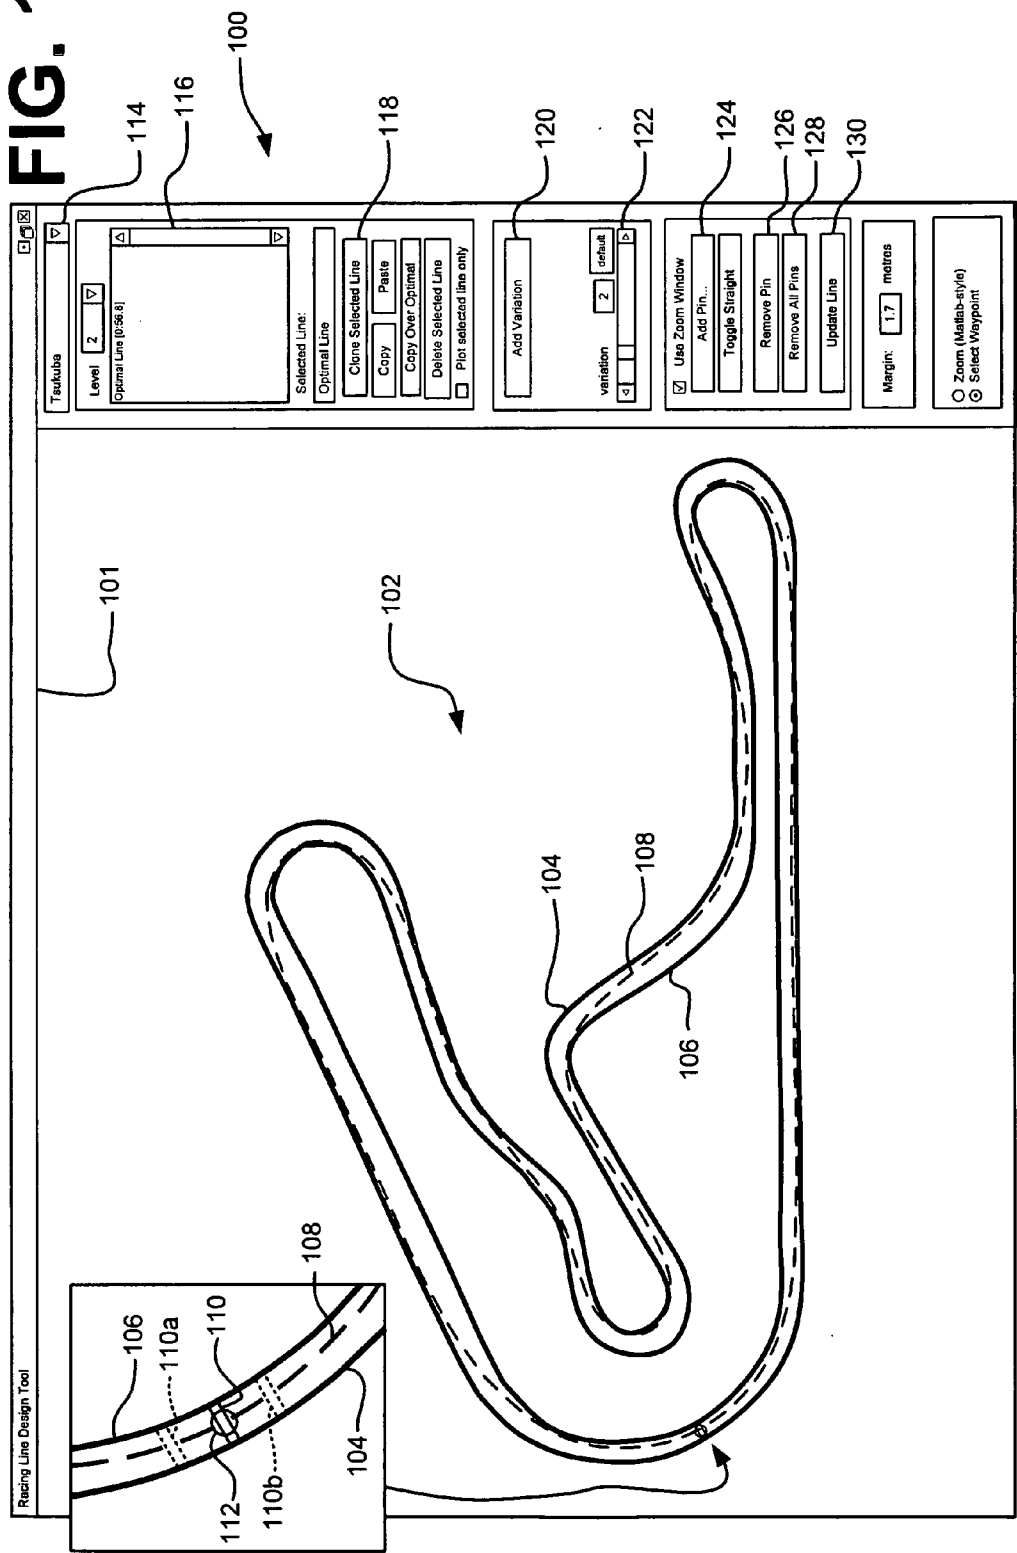 FIG.
100
Racing Line Design Tool
101
Tsukuba
114
Level 2
116
Optimal Line [0:56.8]
Selected Line:
Optimal Line
Clone Selected Line
118
Copy Paste
Copy Over Optimal
Delete Selected Line
Plot selected line only
Add Variation
120
variation 2 default
122
Use Zoom Window
Add Pin...
124
Toggle Straight
Remove Pin
126
Remove All Pins
128
Update Line
130
Margin: 1.7 metres
Zoom (Matlab-style)
Select Waypoint
102
104
108
106
106
110a
110
108
112
110b
104